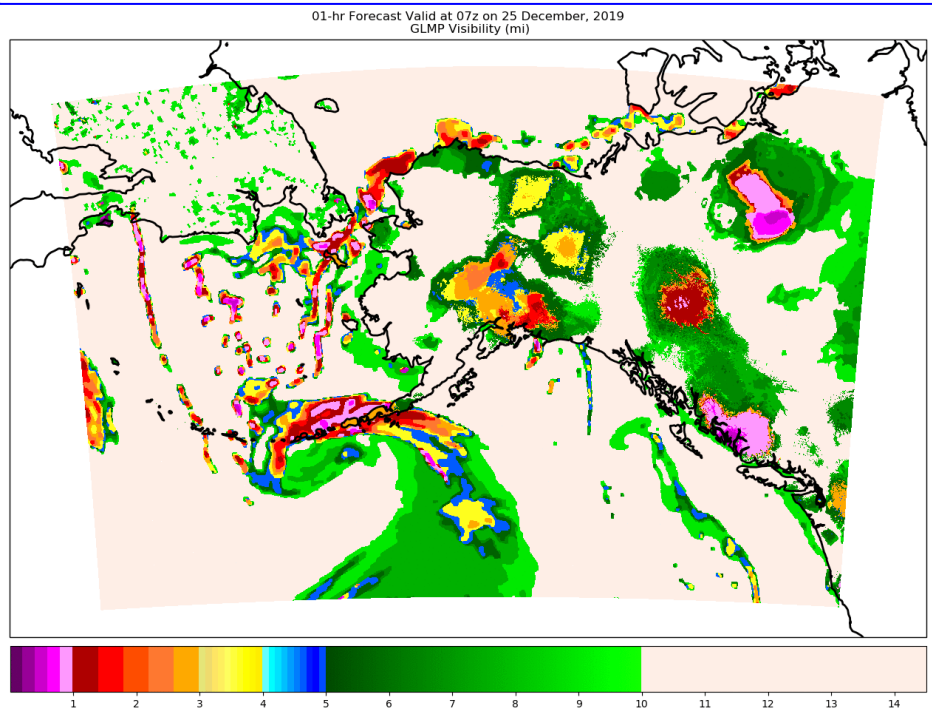 01-hr Forecast Valid at 07z on 25 December, 2019
GLMP Visibility (mi)
1 2 3 4 5 6 7 8 9 10 11 12 13 14